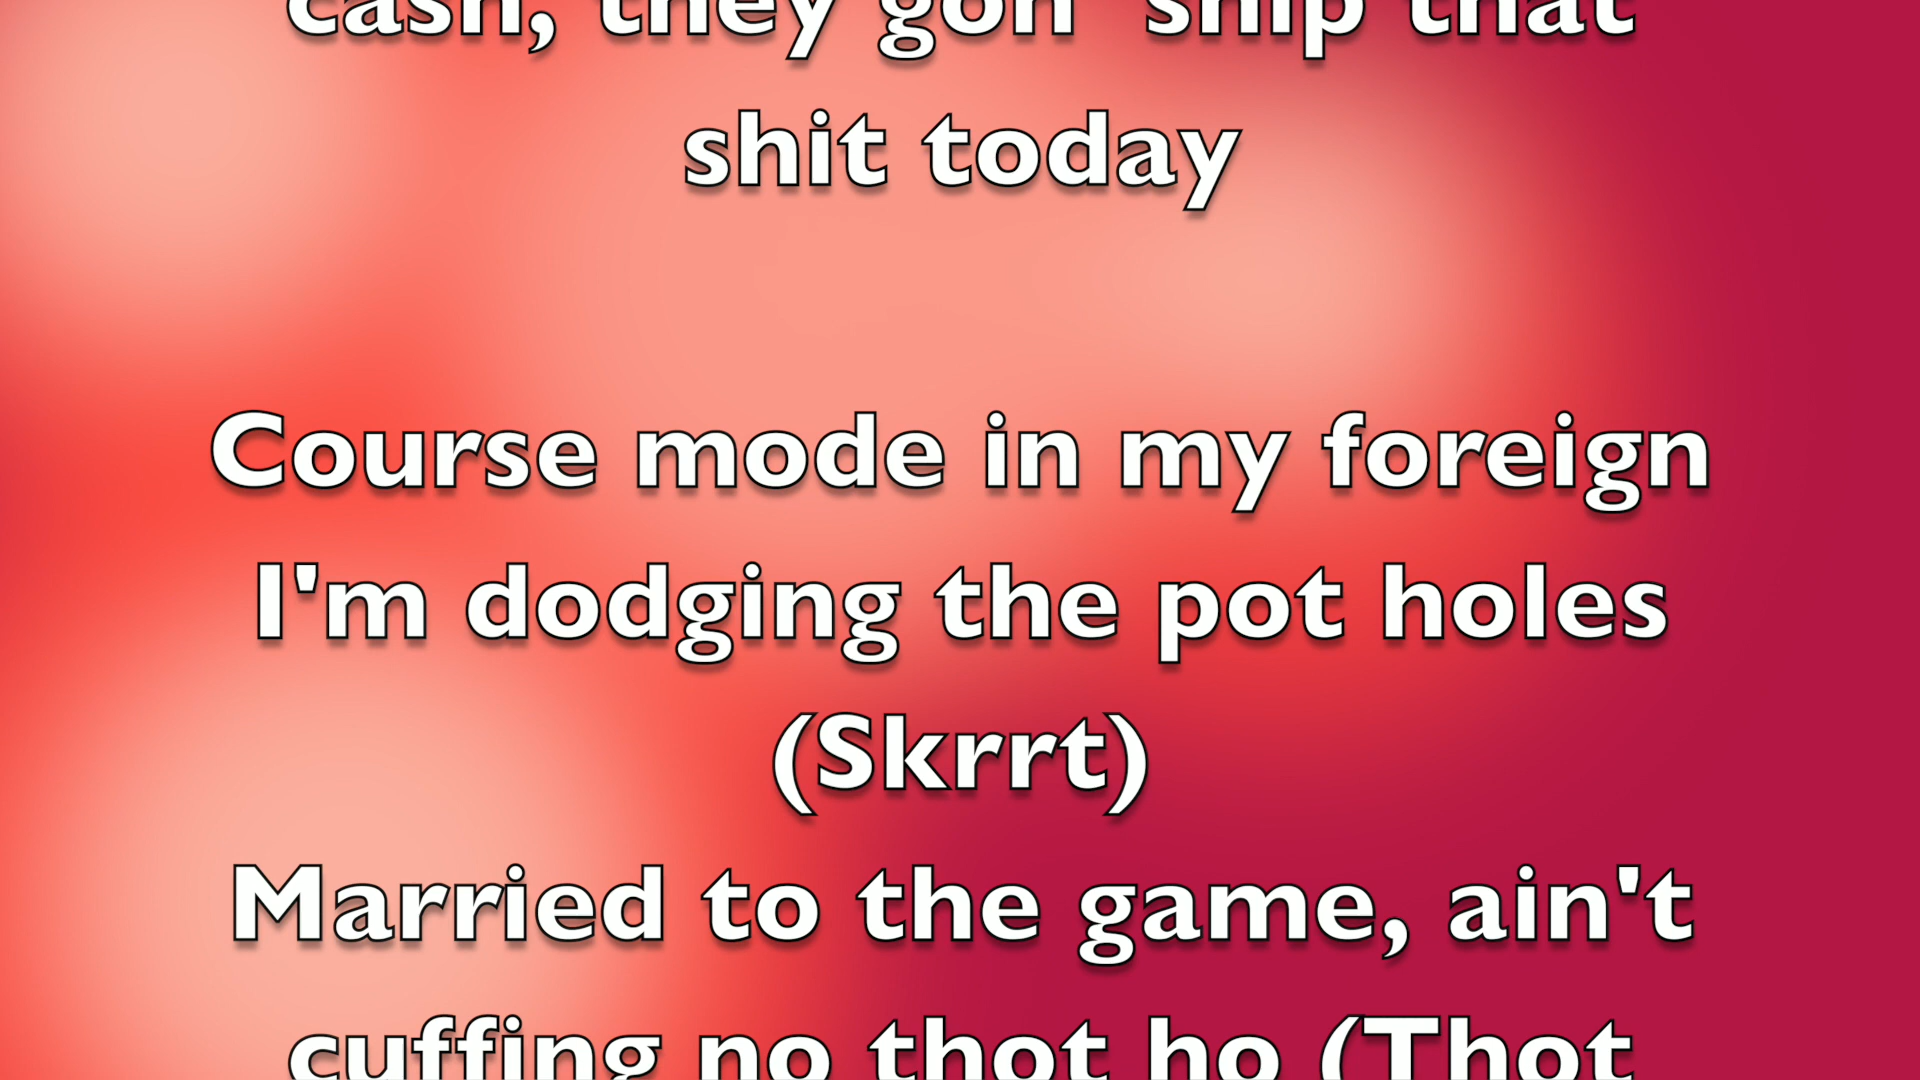 cash, they gon' ship that
shit today
Course mode in my foreign
I'm dodging the pot holes
(Skrrt)
Married to the game, ain't
cuffing no thot ho (Thot